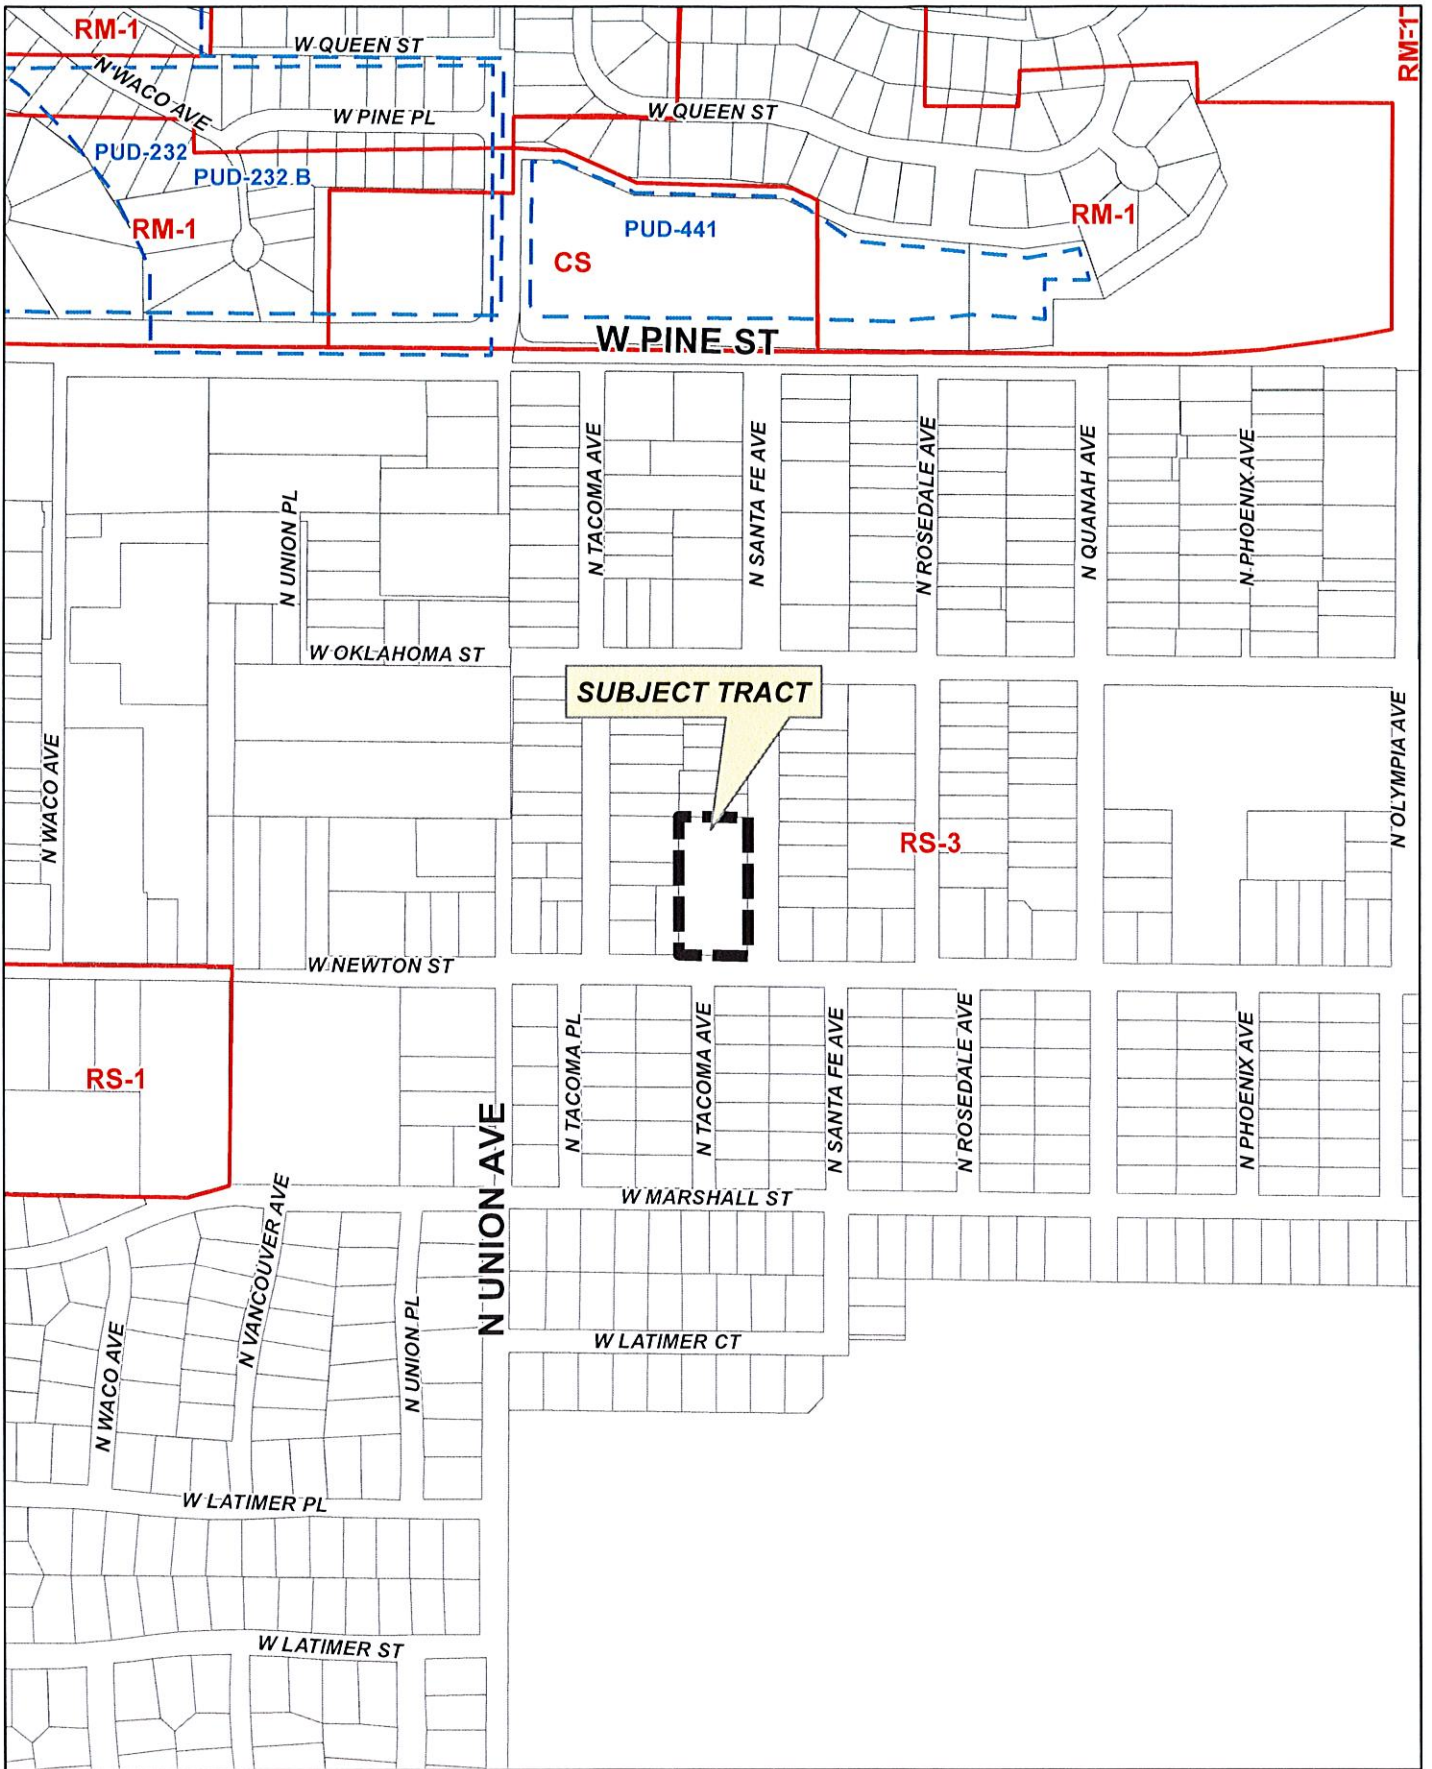 RM-1
W QUEEN ST
RM-1
N WACO AVE
W PINE PL
W QUEEN ST
PUD-232
PUD-232.B
RM-1
PUD-441
RM-1
CS
W PINE ST
N TACOMA AVE
N SANTA FE AVE
N ROSEDALE AVE
N QUANAH AVE
N PHOENIX AVE
N UNION PL
W OKLAHOMA ST
SUBJECT TRACT
N WACO AVE
RS-3
N OLYMPIA AVE
W NEWTON ST
RS-1
N TACOMA PL
N TACOMA AVE
N SANTA FE AVE
N ROSEDALE AVE
N PHOENIX AVE
N UNION AVE
W MARSHALL ST
N VANCOUVER AVE
N WACO AVE
N UNION PL
W LATIMER CT
W LATIMER PL
W LATIMER ST